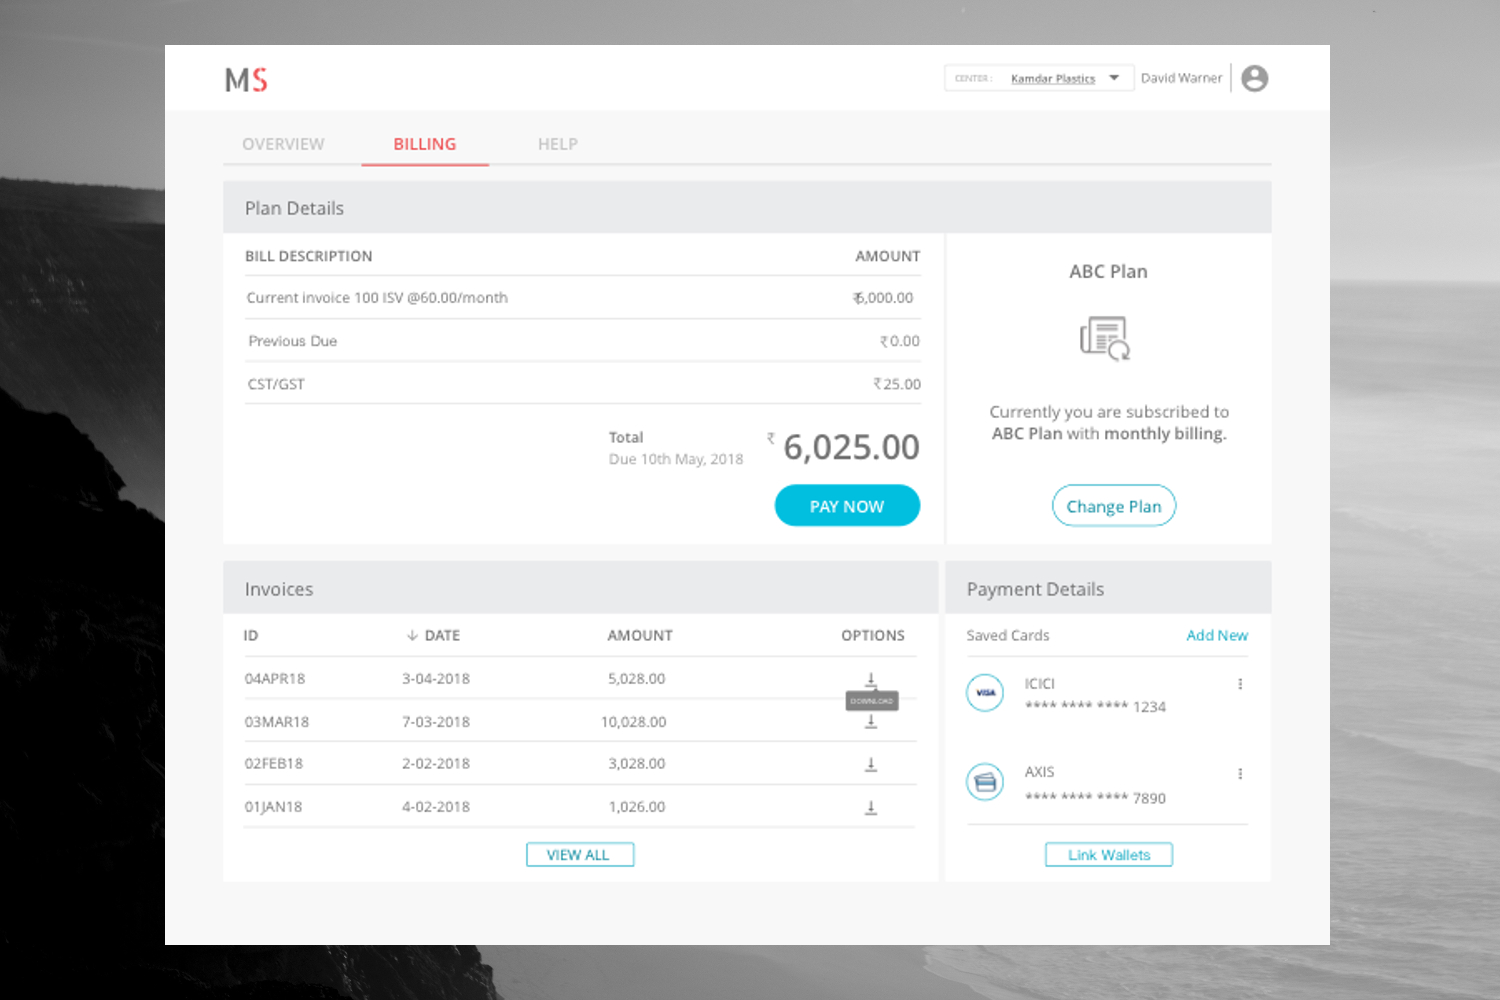 MS
CENTER : Kamdar Plastics David Warner
OVERVIEW BILLING HELP
Plan Details
BILL DESCRIPTION AMOUNT
Current invoice 100 ISV @60.00/month ₹6,000.00
Previous Due ₹0.00
CST/GST ₹25.00
Total
Due 10th May, 2018
₹ 6,025.00
PAY NOW
ABC Plan
Currently you are subscribed to
ABC Plan with monthly billing.
Change Plan
Invoices
ID DATE AMOUNT OPTIONS
04APR18 3-04-2018 5,028.00
DOWNLOAD
03MAR18 7-03-2018 10,028.00
02FEB18 2-02-2018 3,028.00
01JAN18 4-02-2018 1,026.00
VIEW ALL
Payment Details
Saved Cards Add New
VISA
ICICI
**** **** **** 1234
AXIS
**** **** **** 7890
Link Wallets